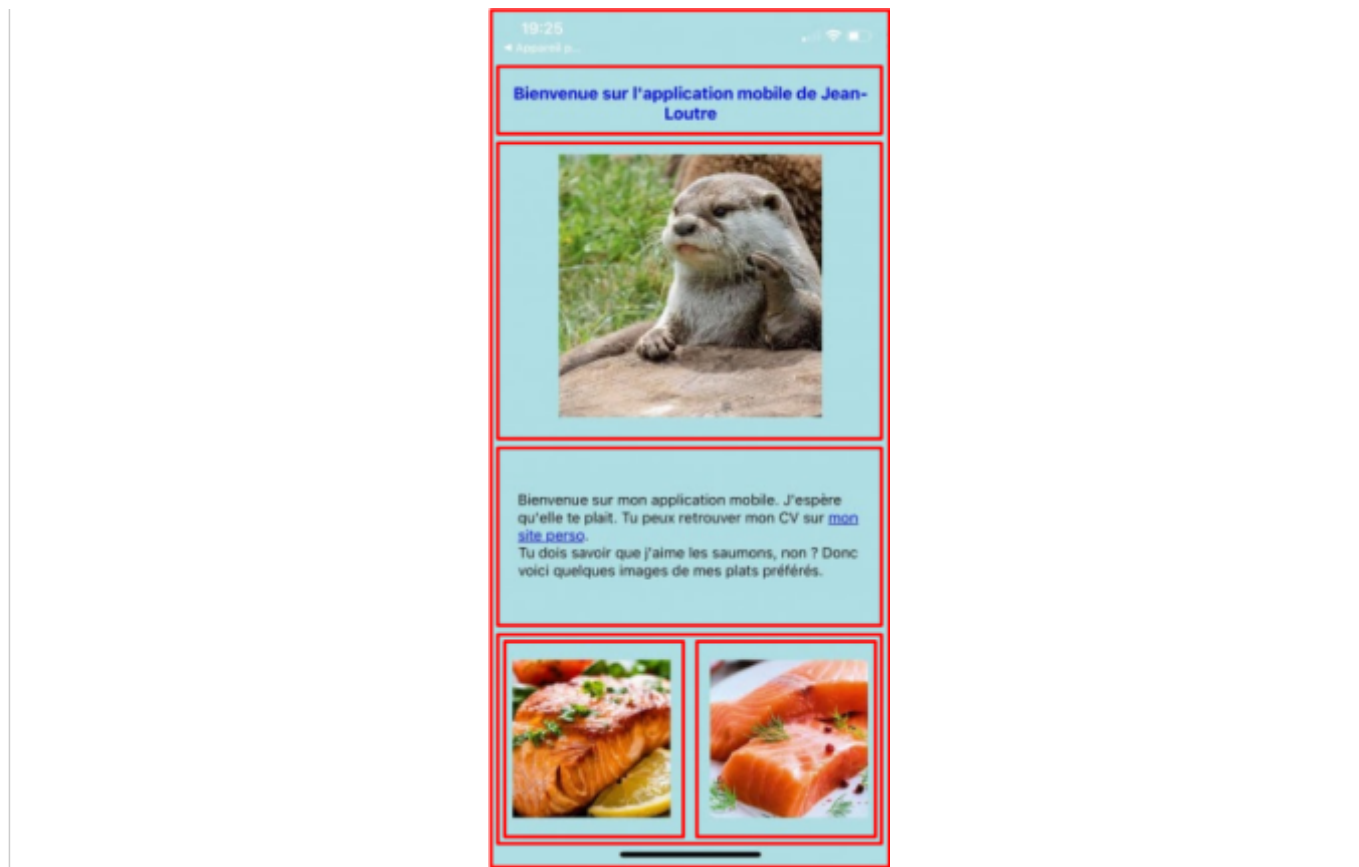 19:25
◄ Appareil p...
Bienvenue sur l'application mobile de Jean-
Loutre
Bienvenue sur mon application mobile. J'espère
qu'elle te plait. Tu peux retrouver mon CV sur mon
site perso.
Tu dois savoir que j'aime les saumons, non ? Donc
voici quelques images de mes plats préférés.